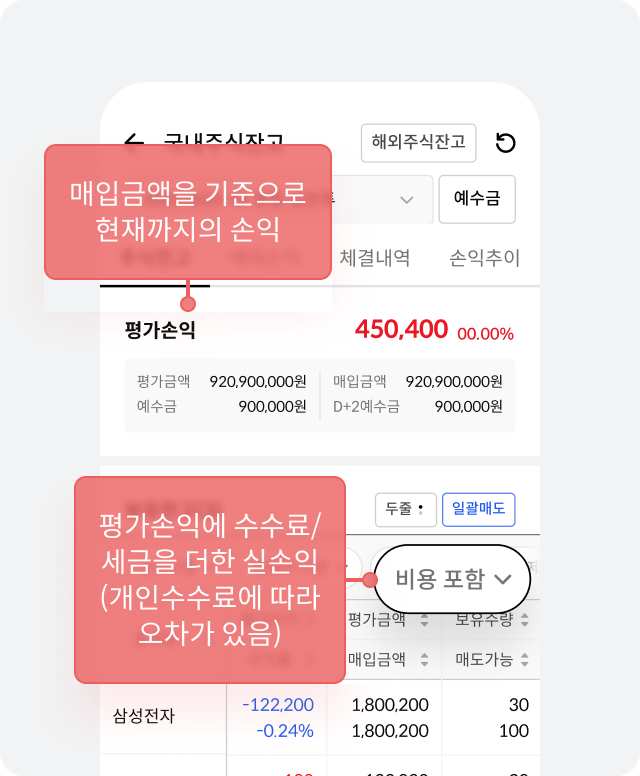 국내주식잔고
해외주식잔고
매입금액을 기준으로
현재까지의 손익
예수금
체결내역 손익추이
평가손익 450,400 00.00%
평가금액 920,900,000원 매입금액 920,900,000원
예수금 900,000원 D+2예수금 900,000원
두줄 일괄매도
평가손익에 수수료/
세금을 더한 실손익
(개인수수료에 따라
오차가 있음)
비용 포함
평가금액 보유수량
매입금액 매도가능
삼성전자 -122,200 1,800,200 30
-0.24% 1,800,200 100